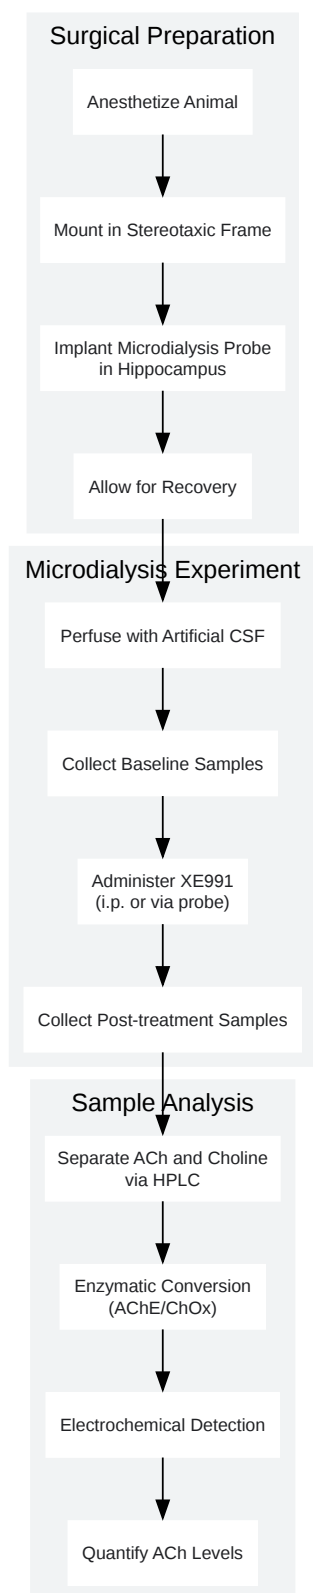 Surgical Preparation
Anesthetize Animal
Mount in Stereotaxic Frame
Implant Microdialysis Probe
in Hippocampus
Allow for Recovery
Microdialysis Experiment
Perfuse with Artificial CSF
Collect Baseline Samples
Administer XE991
(i.p. or via probe)
Collect Post-treatment Samples
Sample Analysis
Separate ACh and Choline
via HPLC
Enzymatic Conversion
(AChE/ChOx)
Electrochemical Detection
Quantify ACh Levels